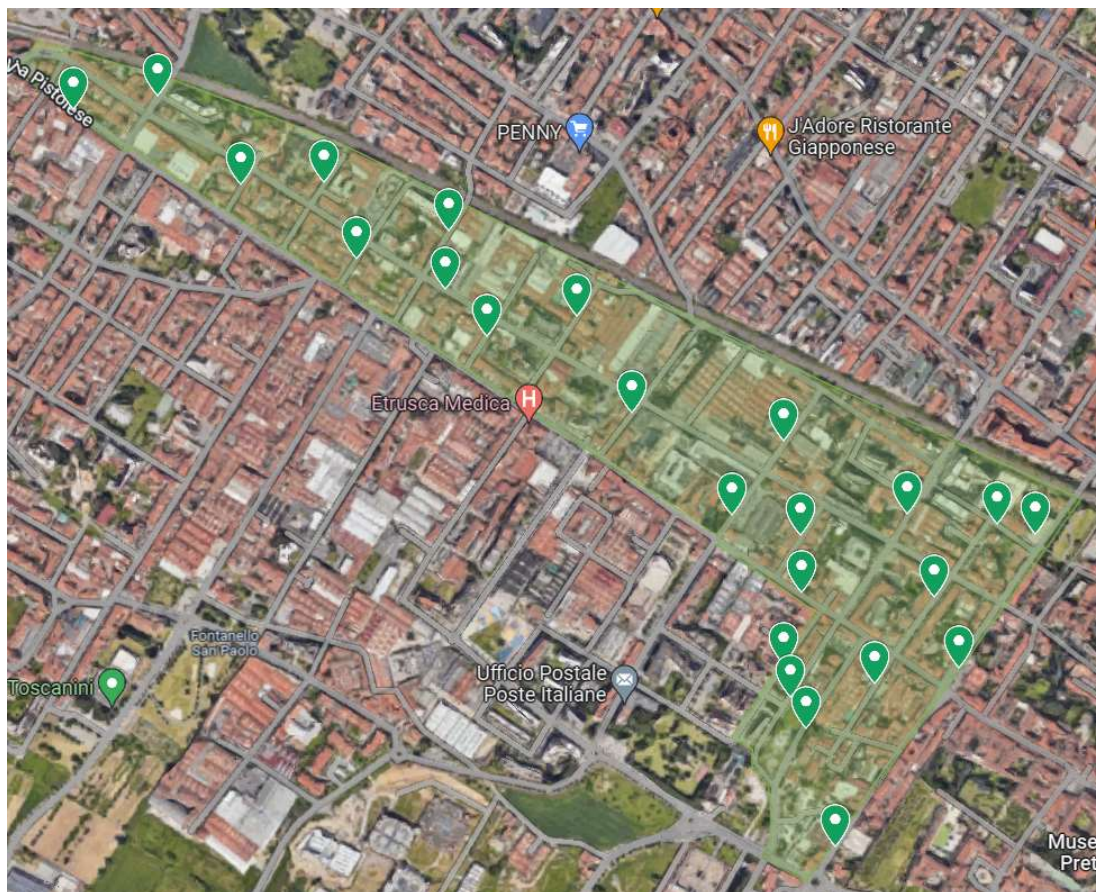 Via Pistoiese
PENNY
J'Adore Ristorante
Giapponese
Etrusca Medica
H
Fontanello
San Paolo
Ufficio Postale
Poste Italiane
Toscanini
Muse
Pret